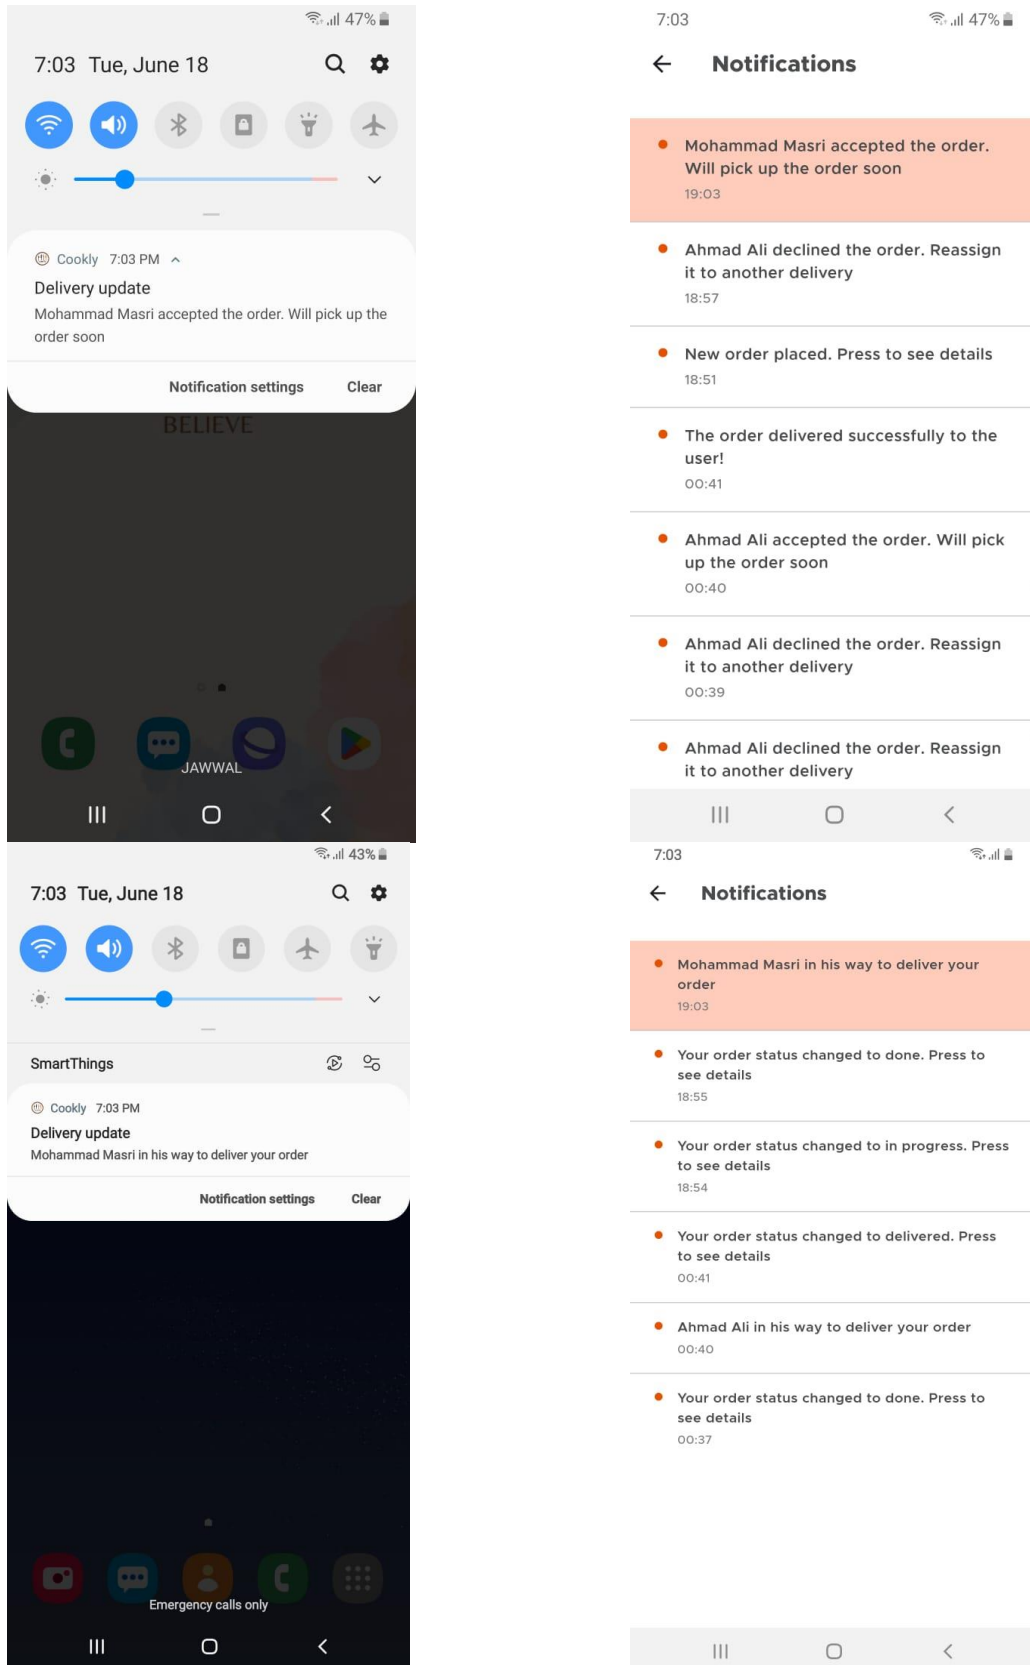 47%
7:03 Tue, June 18
Cookly 7:03 PM
Delivery update
Mohammad Masri accepted the order. Will pick up the
order soon
Notification settings Clear
BELIEVE
JAWWAL
7:03 47%
Notifications
Mohammad Masri accepted the order.
Will pick up the order soon
19:03
Ahmad Ali declined the order. Reassign
it to another delivery
18:57
New order placed. Press to see details
18:51
The order delivered successfully to the
user!
00:41
Ahmad Ali accepted the order. Will pick
up the order soon
00:40
Ahmad Ali declined the order. Reassign
it to another delivery
00:39
Ahmad Ali declined the order. Reassign
it to another delivery
43%
7:03 Tue, June 18
SmartThings
Cookly 7:03 PM
Delivery update
Mohammad Masri in his way to deliver your order
Notification settings Clear
Emergency calls only
7:03
Notifications
Mohammad Masri in his way to deliver your
order
19:03
Your order status changed to done. Press to
see details
18:55
Your order status changed to in progress. Press
to see details
18:54
Your order status changed to delivered. Press
to see details
00:41
Ahmad Ali in his way to deliver your order
00:40
Your order status changed to done. Press to
see details
00:37